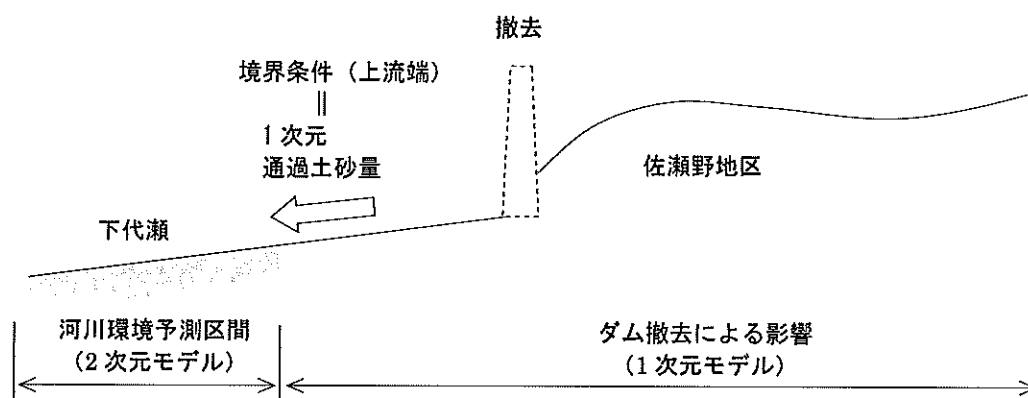 撤去
境界条件（上流端）
||
1次元
通過土砂量
佐瀬野地区
下代瀬
河川環境予測区間
（2次元モデル）
ダム撤去による影響
（1次元モデル）